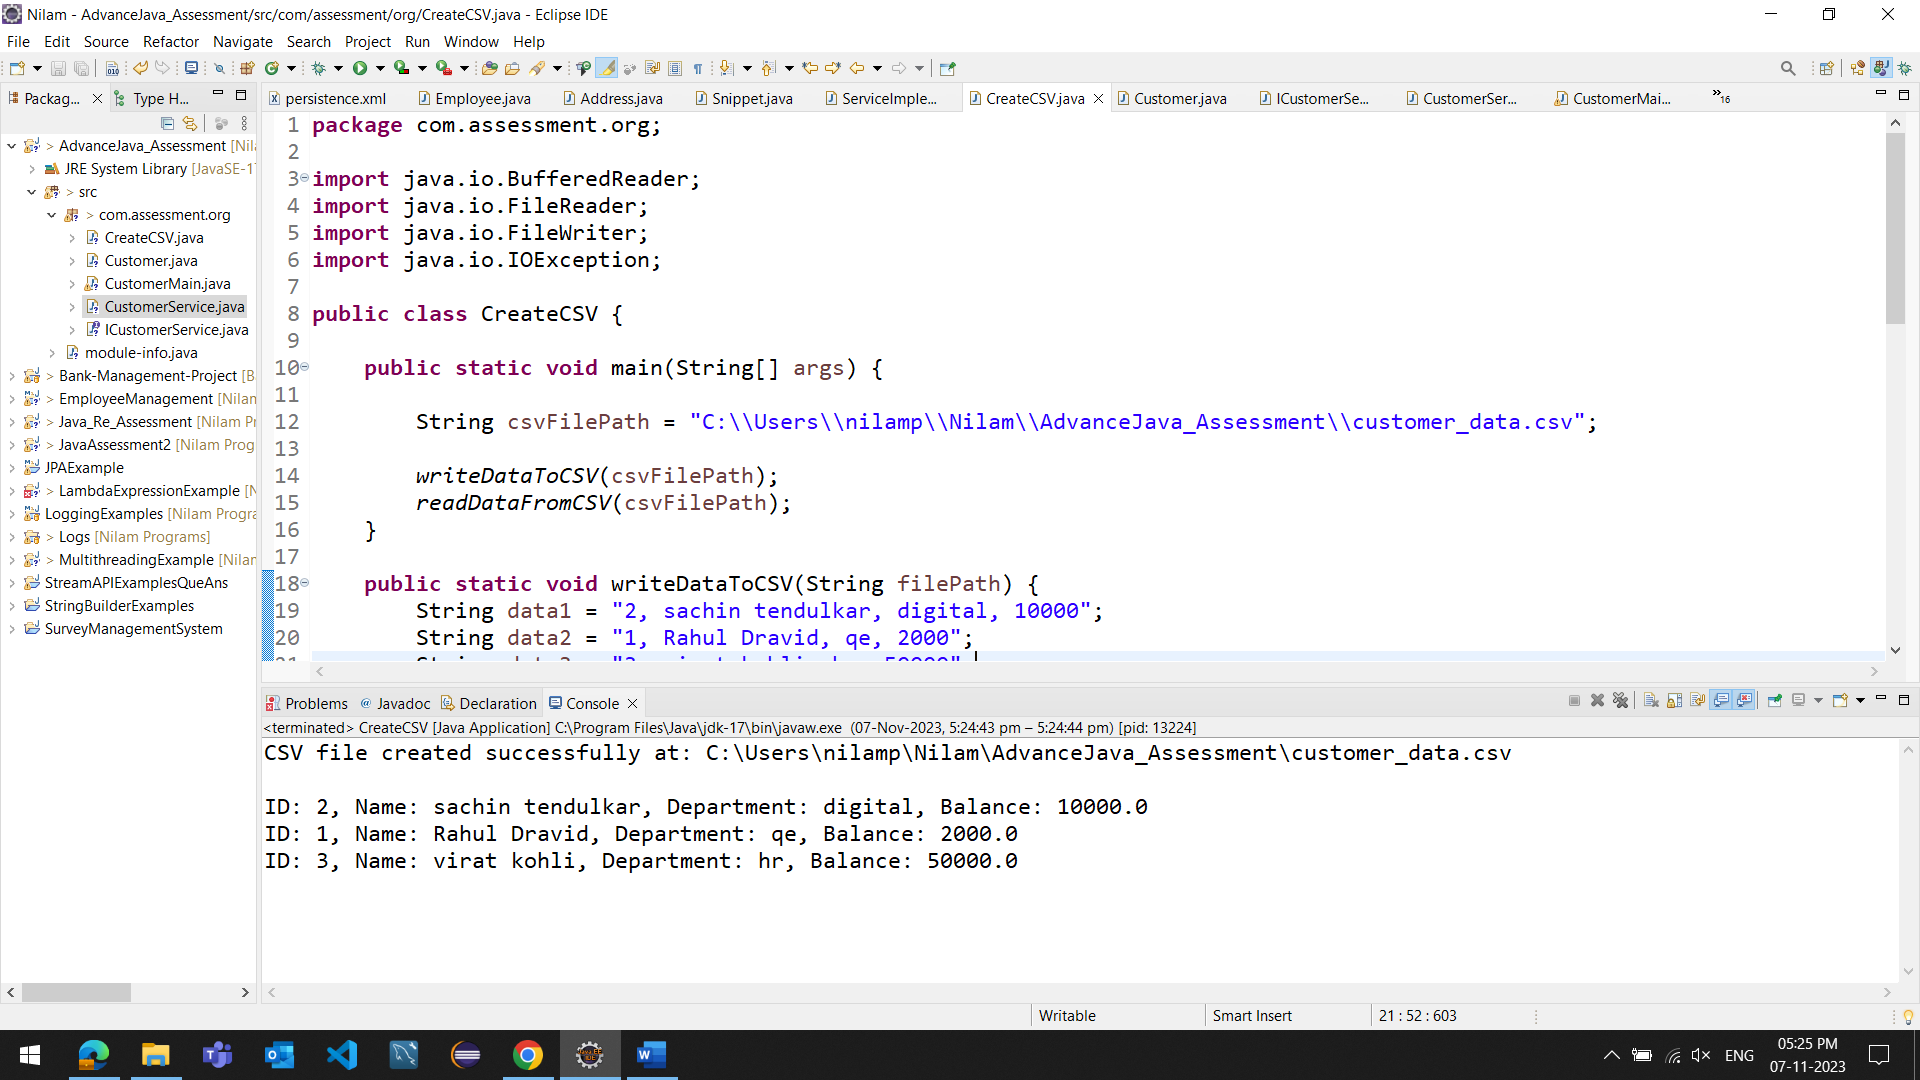 Nilam - AdvanceJava_Assessment/src/com/assessment/org/CreateCSV.java - Eclipse IDE
File Edit Source Refactor Navigate Search Project Run Window Help
Packag... Type H...
persistence.xml Employee.java Address.java Snippet.java ServiceImple... CreateCSV.java Customer.java ICustomerSe... CustomerSer... CustomerMai... »16
> AdvanceJava_Assessment [Nil
JRE System Library [JavaSE-1
> src
> com.assessment.org
CreateCSV.java
Customer.java
CustomerMain.java
CustomerService.java
ICustomerService.java
module-info.java
> Bank-Management-Project [B
> EmployeeManagement [Nilan
> Java_Re_Assessment [Nilam Pr
> JavaAssessment2 [Nilam Prog
JPAExample
> LambdaExpressionExample [N
LoggingExamples [Nilam Progra
> Logs [Nilam Programs]
> MultithreadingExample [Nilar
StreamAPIExamplesQueAns
StringBuilderExamples
SurveyManagementSystem
1 package com.assessment.org;
2
3 import java.io.BufferedReader;
4 import java.io.FileReader;
5 import java.io.FileWriter;
6 import java.io.IOException;
7
8 public class CreateCSV {
9
10 public static void main(String[] args) {
11
12 String csvFilePath = "C:\\Users\\nilamp\\Nilam\\AdvanceJava_Assessment\\customer_data.csv";
13
14 writeDataToCSV(csvFilePath);
15 readDataFromCSV(csvFilePath);
16 }
17
18 public static void writeDataToCSV(String filePath) {
19 String data1 = "2, sachin tendulkar, digital, 10000";
20 String data2 = "1, Rahul Dravid, qe, 2000";
Problems Javadoc Declaration Console
<terminated> CreateCSV [Java Application] C:\Program Files\Java\jdk-17\bin\javaw.exe (07-Nov-2023, 5:24:43 pm – 5:24:44 pm) [pid: 13224]
CSV file created successfully at: C:\Users\nilamp\Nilam\AdvanceJava_Assessment\customer_data.csv
ID: 2, Name: sachin tendulkar, Department: digital, Balance: 10000.0
ID: 1, Name: Rahul Dravid, Department: qe, Balance: 2000.0
ID: 3, Name: virat kohli, Department: hr, Balance: 50000.0
Writable Smart Insert 21 : 52 : 603
ENG
05:25 PM
07-11-2023